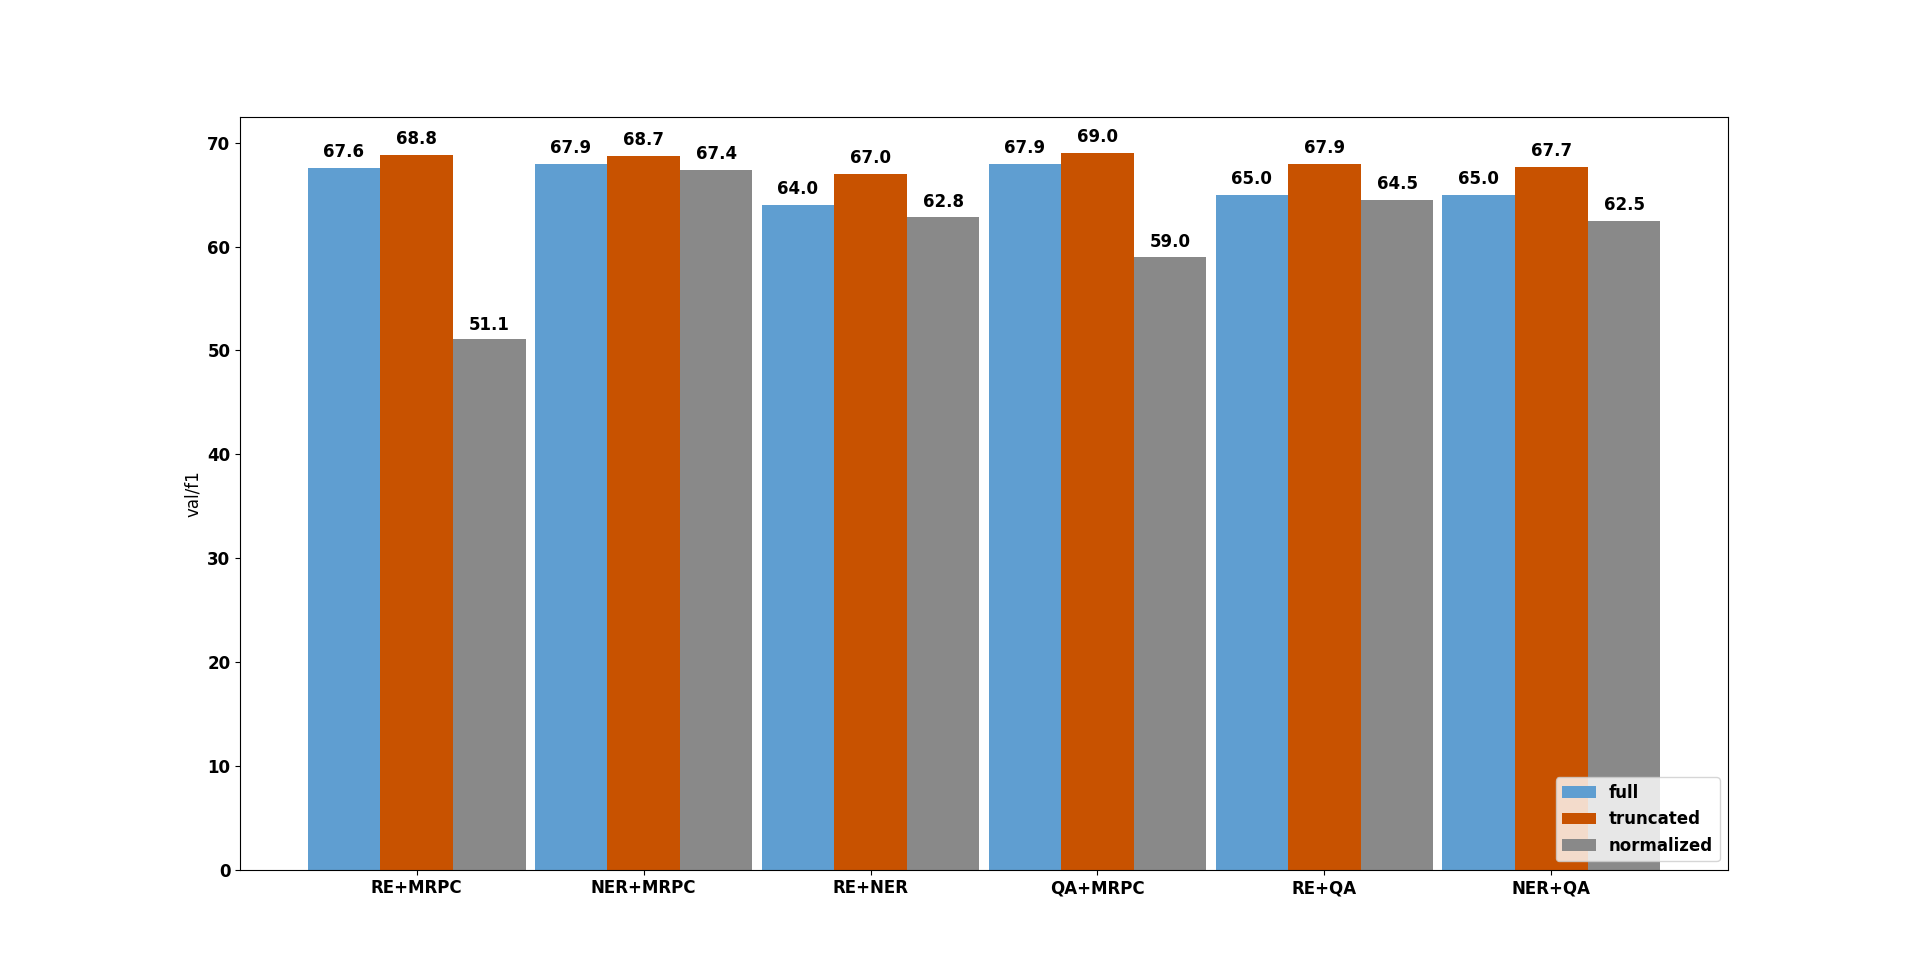 val/f1
70
60
50
40
30
20
10
0
67.6 68.8 51.1
67.9 68.7 67.4
64.0 67.0 62.8
67.9 69.0 59.0
65.0 67.9 64.5
65.0 67.7 62.5
RE+MRPC NER+MRPC RE+NER QA+MRPC RE+QA NER+QA
full
truncated
normalized